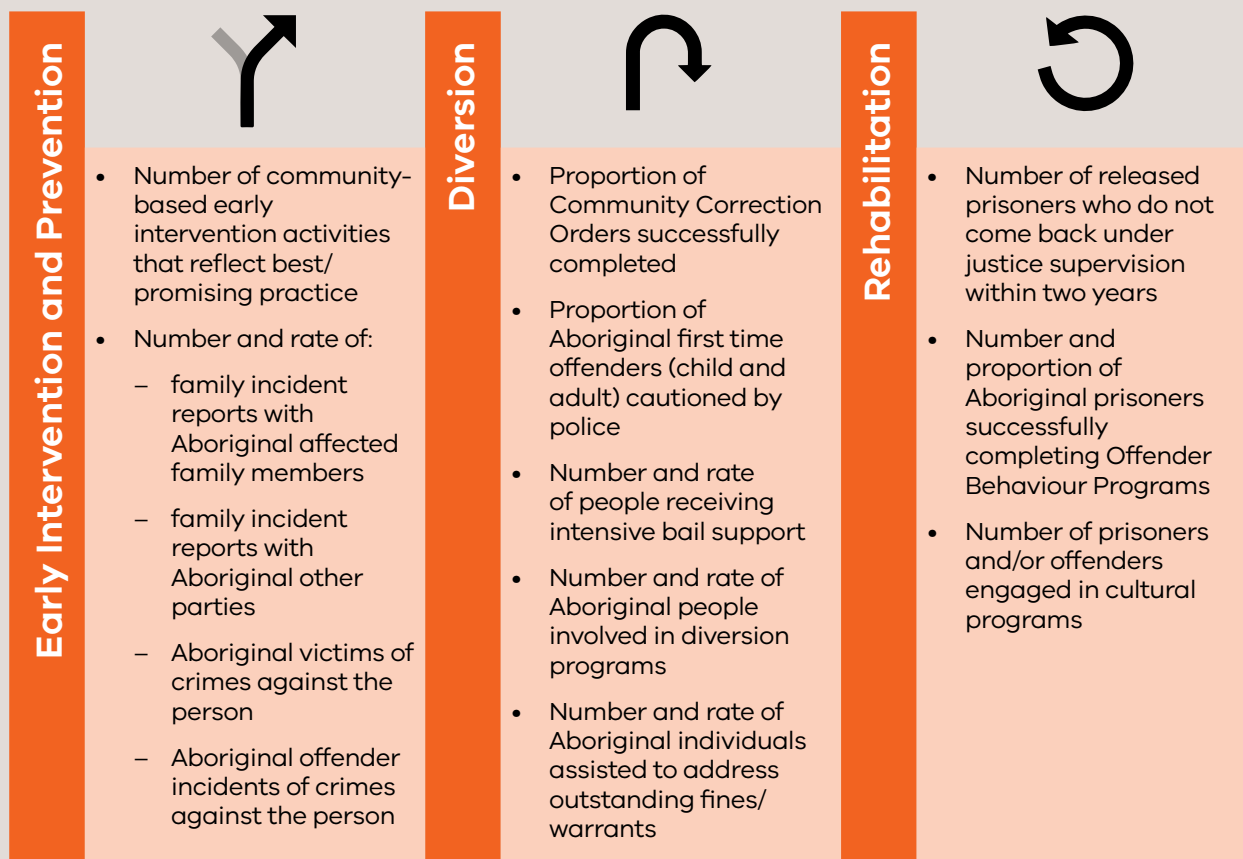 Early Intervention and Prevention
• Number of community-
based early
intervention activities
that reflect best/
promising practice
• Number and rate of:
– family incident
reports with
Aboriginal affected
family members
– family incident
reports with
Aboriginal other
parties
– Aboriginal victims of
crimes against the
person
– Aboriginal offender
incidents of crimes
against the person
Diversion
• Proportion of
Community Correction
Orders successfully
completed
• Proportion of
Aboriginal first time
offenders (child and
adult) cautioned by
police
• Number and rate
of people receiving
intensive bail support
• Number and rate of
Aboriginal people
involved in diversion
programs
• Number and rate of
Aboriginal individuals
assisted to address
outstanding fines/
warrants
Rehabilitation
• Number of released
prisoners who do not
come back under
justice supervision
within two years
• Number and
proportion of
Aboriginal prisoners
successfully
completing Offender
Behaviour Programs
• Number of prisoners
and/or offenders
engaged in cultural
programs